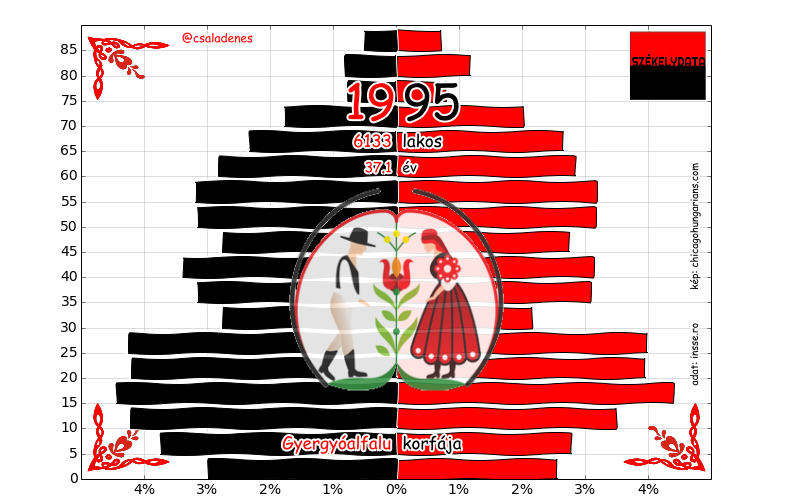 @csaladenes
SZÉKELYDATA
1995
6133 lakos
37.1 év
kép: chicagohungarians.com
adat: insse.ro
Gyergyóalfalu korfája
85
80
75
70
65
60
55
50
45
40
35
30
25
20
15
10
5
0
4% 3% 2% 1% 0% 1% 2% 3% 4%